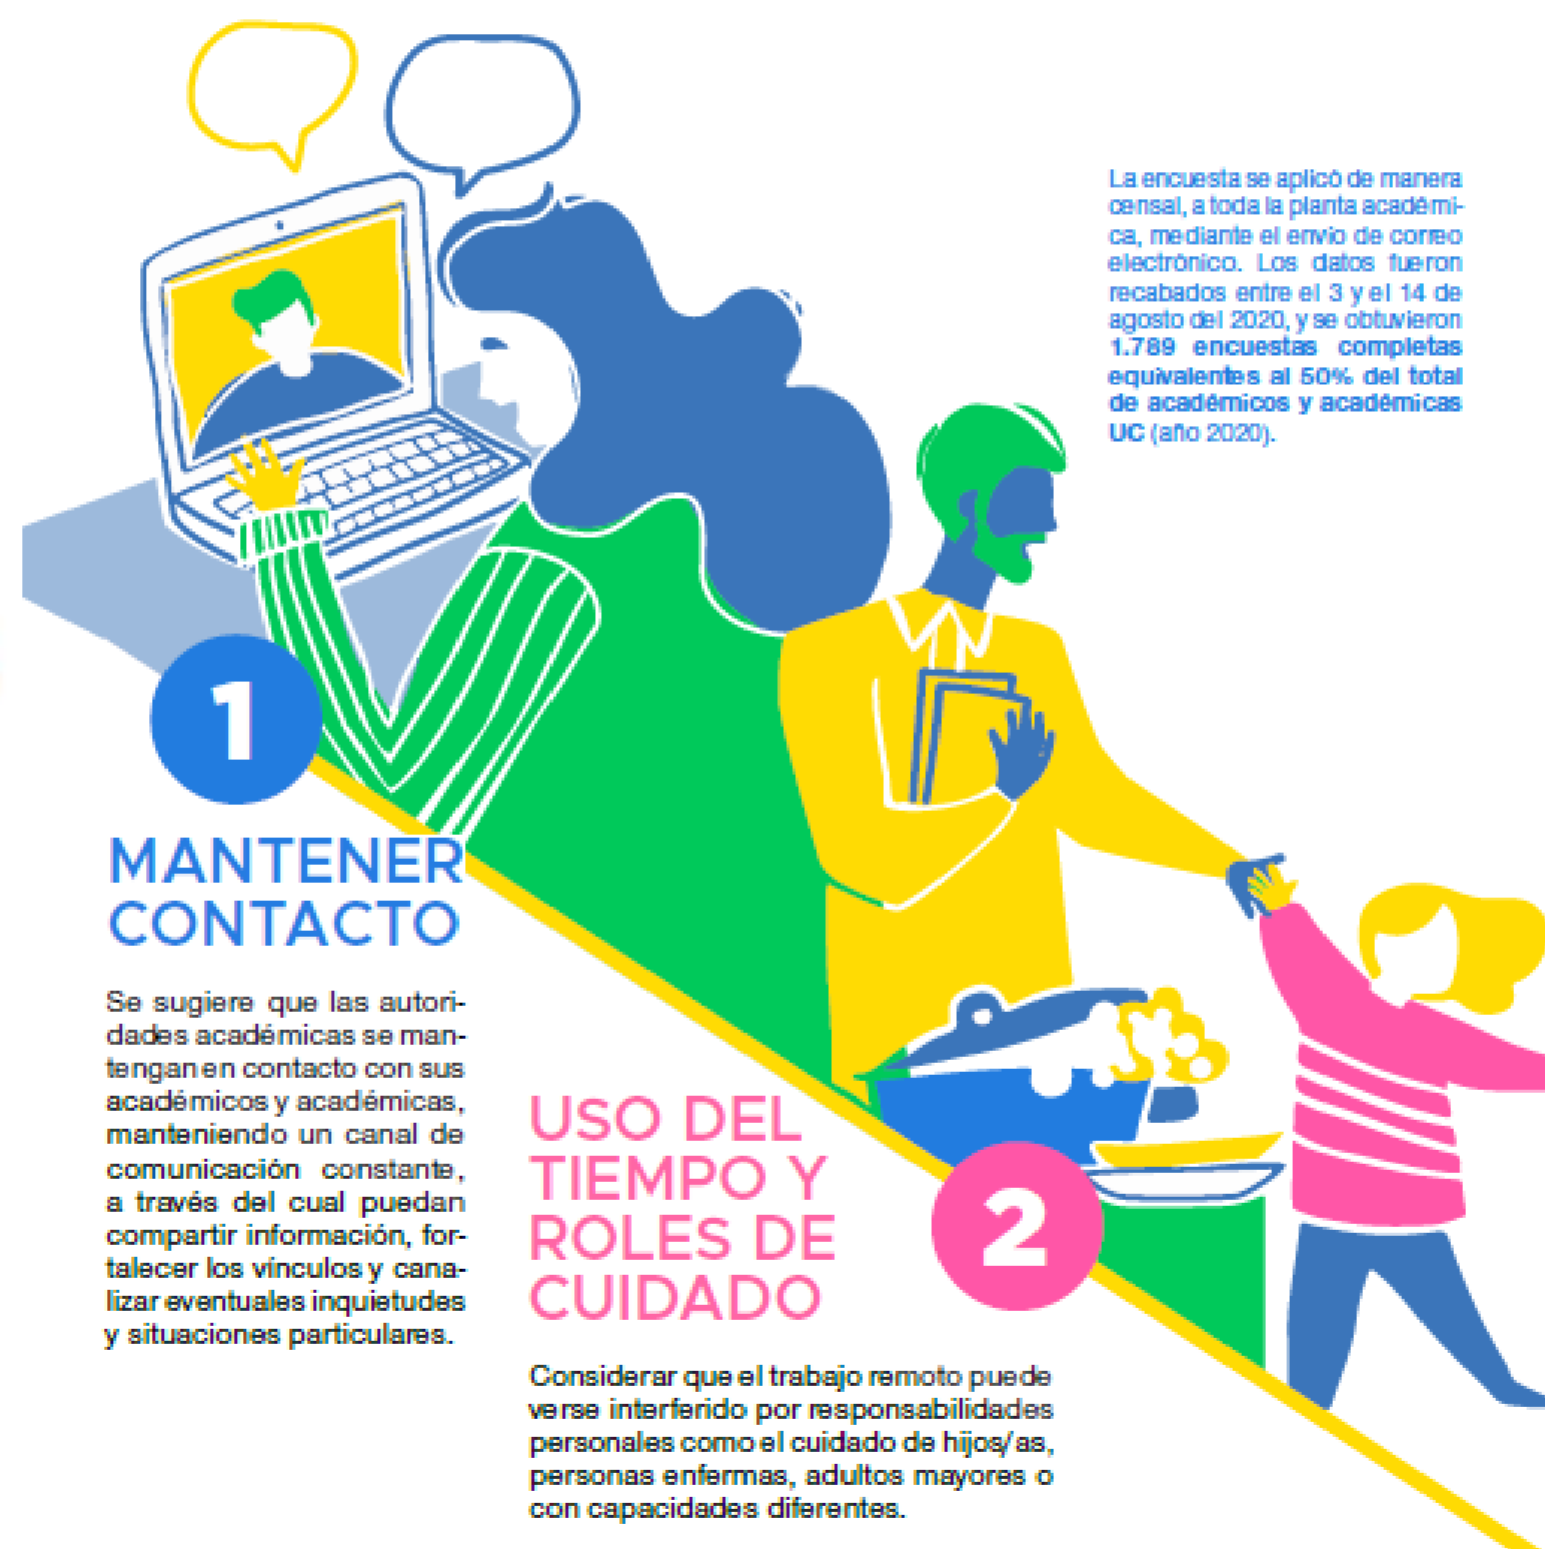 La encuesta se aplicó de manera
censal, a toda la planta académi-
ca, mediante el envío de correo
electrónico. Los datos fueron
recabados entre el 3 y el 14 de
agosto del 2020, y se obtuvieron
1.789 encuestas completas
equivalentes al 50% del total
de académicos y académicas
UC (año 2020).
1
MANTENER
CONTACTO
Se sugiere que las autori-
dades académicas se man-
tengan en contacto con sus
académicos y académicas,
manteniendo un canal de
comunicación constante,
a través del cual puedan
compartir información, for-
talecer los vínculos y cana-
lizar eventuales inquietudes
y situaciones particulares.
2
USO DEL
TIEMPO Y
ROLES DE
CUIDADO
Considerar que el trabajo remoto puede
verse interferido por responsabilidades
personales como el cuidado de hijos/as,
personas enfermas, adultos mayores o
con capacidades diferentes.